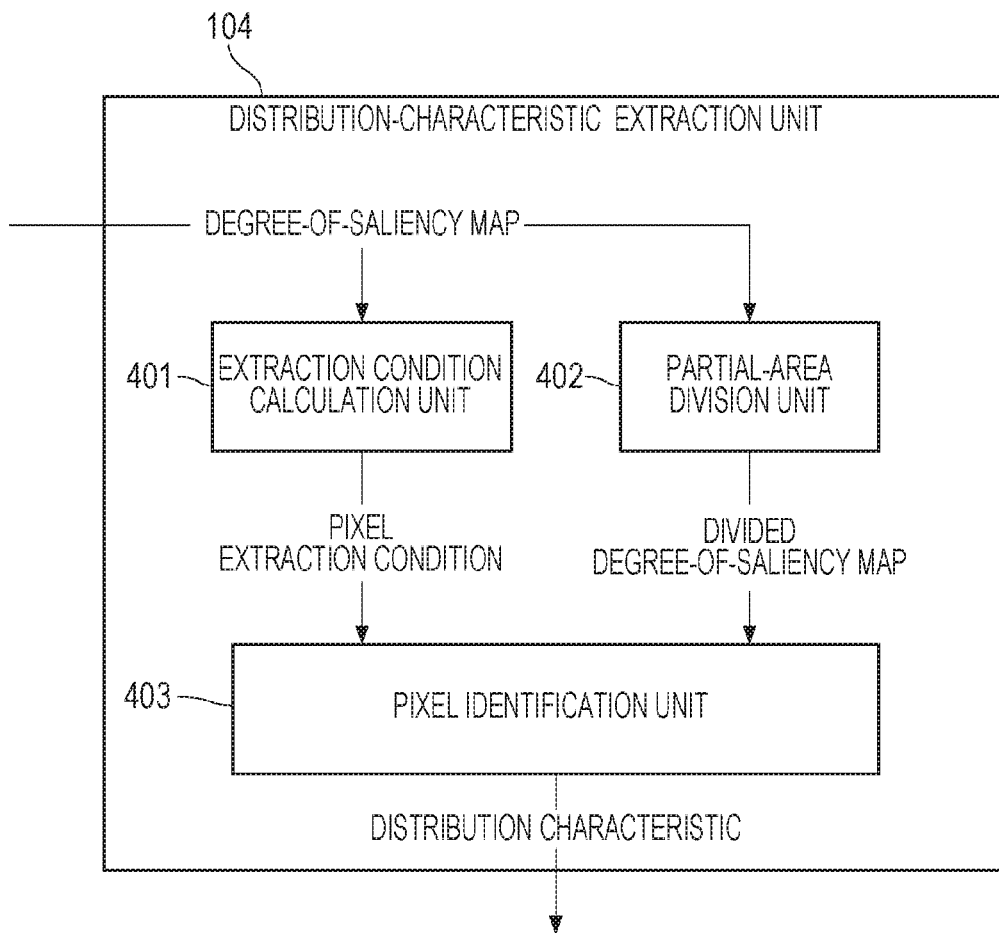 104
DISTRIBUTION-CHARACTERISTIC EXTRACTION UNIT
DEGREE-OF-SALIENCY MAP
401
EXTRACTION CONDITION
CALCULATION UNIT
402
PARTIAL-AREA
DIVISION UNIT
PIXEL
EXTRACTION CONDITION
DIVIDED
DEGREE-OF-SALIENCY MAP
403
PIXEL IDENTIFICATION UNIT
DISTRIBUTION CHARACTERISTIC